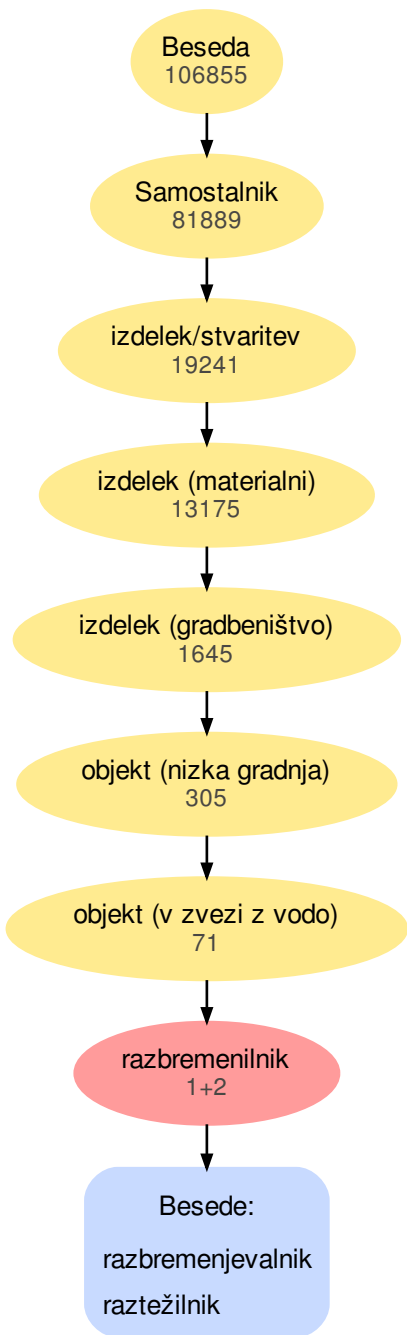 Beseda
106855
Samostalnik
81889
izdelek/stvaritev
19241
izdelek (materialni)
13175
izdelek (gradbeništvo)
1645
objekt (nizka gradnja)
305
objekt (v zvezi z vodo)
71
razbremenilnik
1+2
Besede:
razbremenjevalnik
raztežilnik